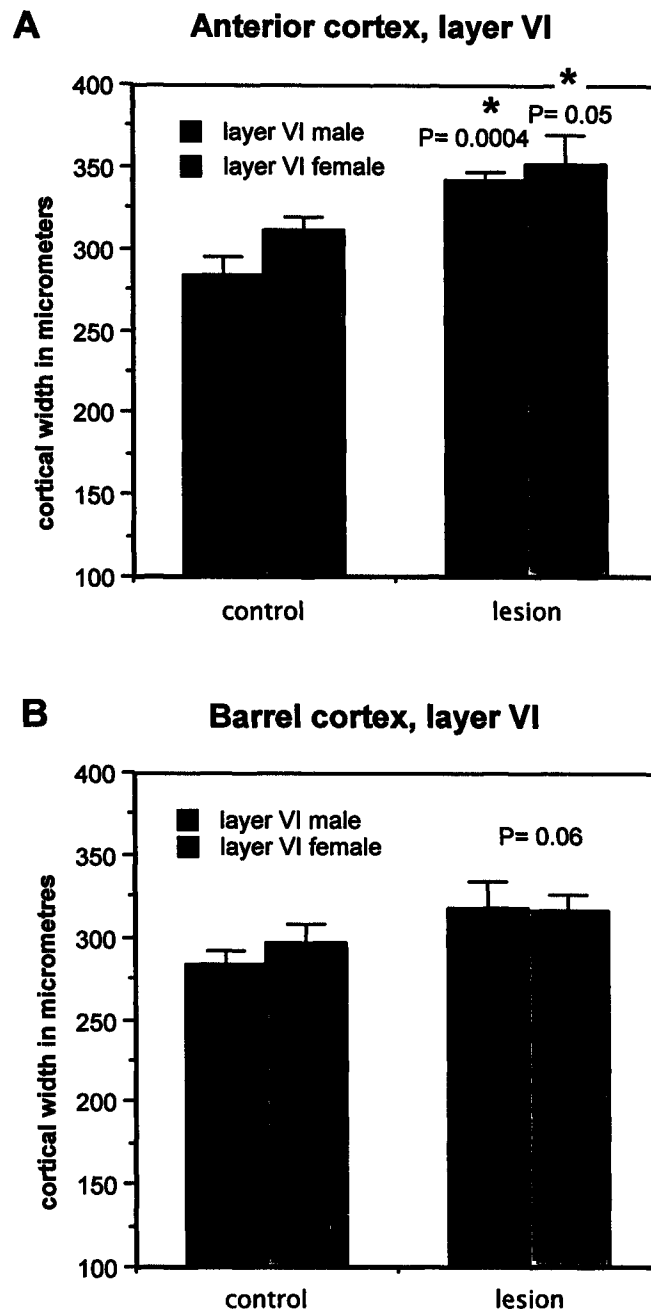 A
Anterior cortex, layer VI
cortical width in micrometers
400
350
300
250
200
150
100
layer VI male
layer VI female
*
P= 0.0004
*
P= 0.05
control
lesion
B
Barrel cortex, layer VI
cortical width in micrometres
400
350
300
250
200
150
100
layer VI male
layer VI female
P= 0.06
control
lesion